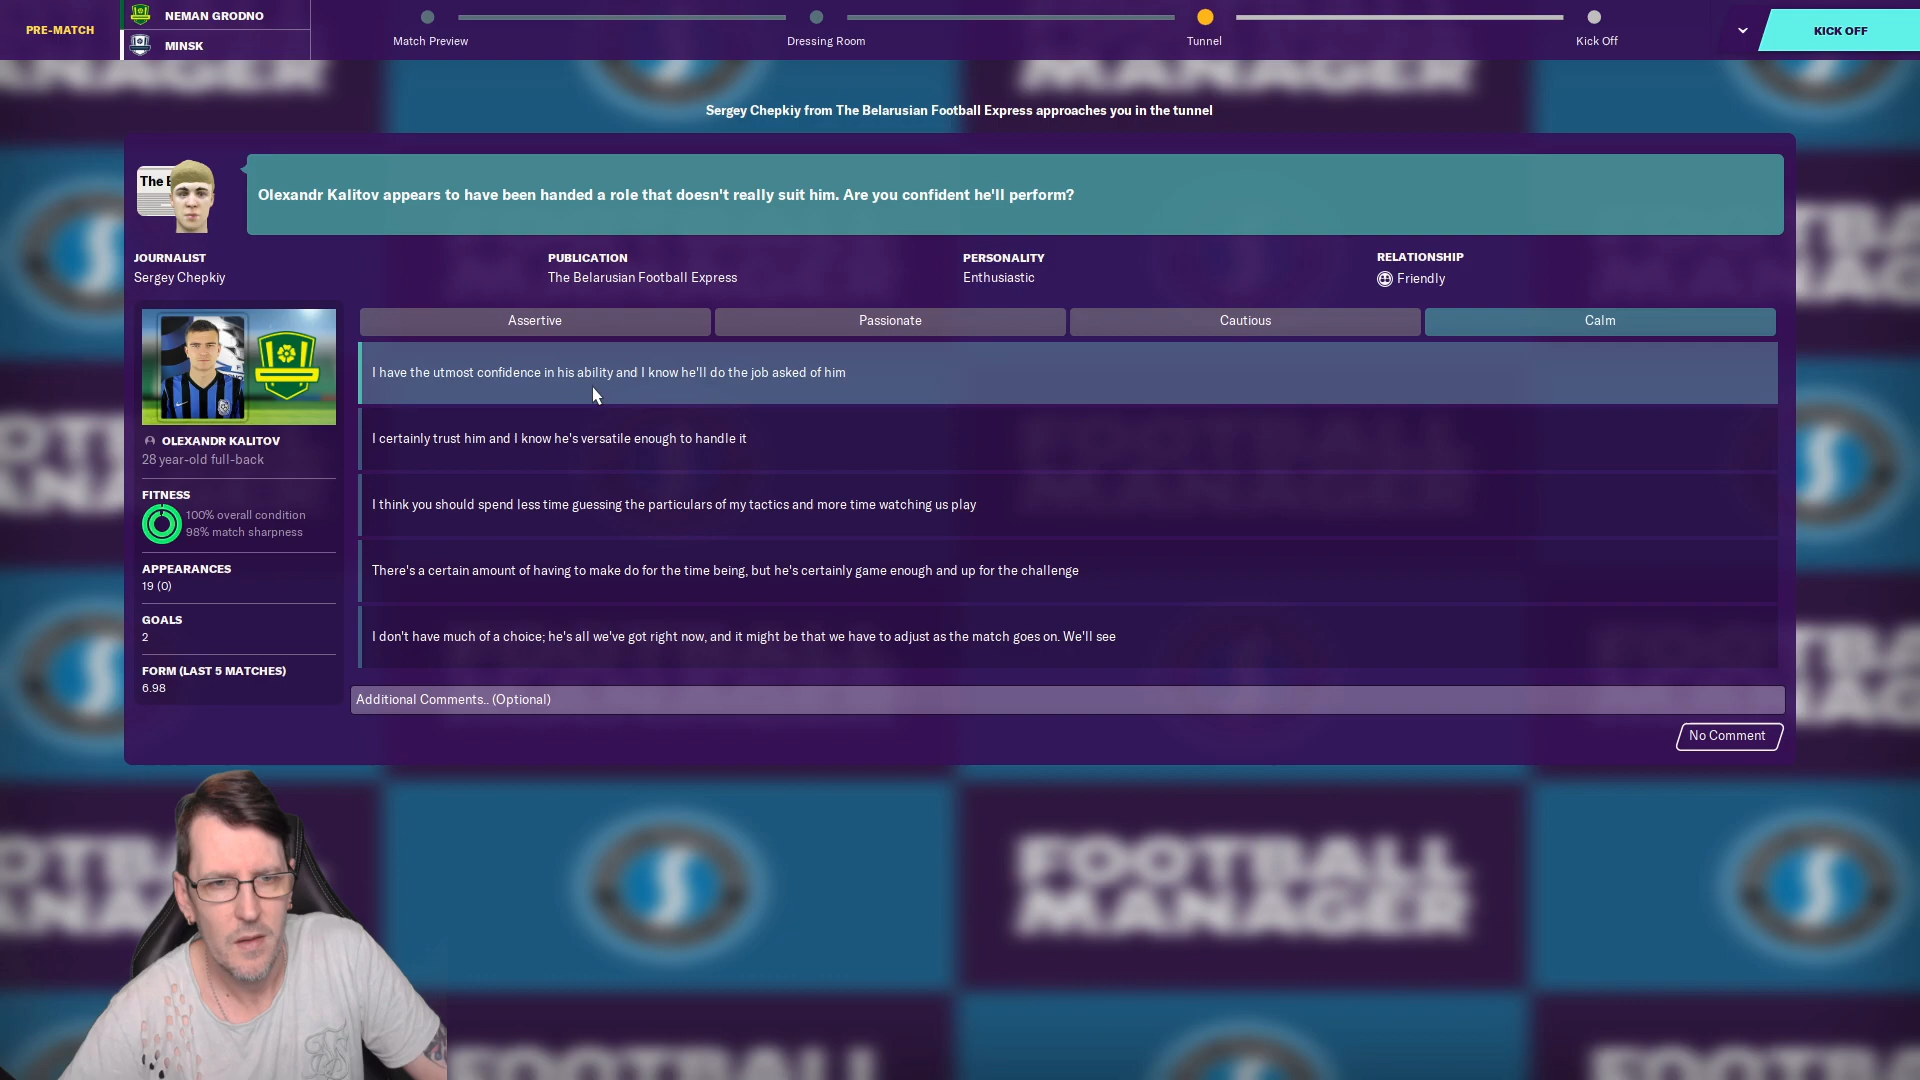 PRE-MATCH
NEMAN GRODNO
MINSK
Match Preview
Dressing Room
Tunnel
Kick Off
KICK OFF
Sergey Chepkiy from The Belarusian Football Express approaches you in the tunnel
Olexandr Kalitov appears to have been handed a role that doesn't really suit him. Are you confident he'll perform?
JOURNALIST
Sergey Chepkiy
PUBLICATION
The Belarusian Football Express
PERSONALITY
Enthusiastic
RELATIONSHIP
Friendly
Assertive
Passionate
Cautious
Calm
I have the utmost confidence in his ability and I know he'll do the job asked of him
I certainly trust him and I know he's versatile enough to handle it
I think you should spend less time guessing the particulars of my tactics and more time watching us play
There's a certain amount of having to make do for the time being, but he's certainly game enough and up for the challenge
I don't have much of a choice; he's all we've got right now, and it might be that we have to adjust as the match goes on. We'll see
OLEXANDR KALITOV
28 year-old full-back
FITNESS
100% overall condition
98% match sharpness
APPEARANCES
19 (0)
GOALS
2
FORM (LAST 5 MATCHES)
6.98
Additional Comments.. (Optional)
No Comment
FOOTBALL
MANAGER